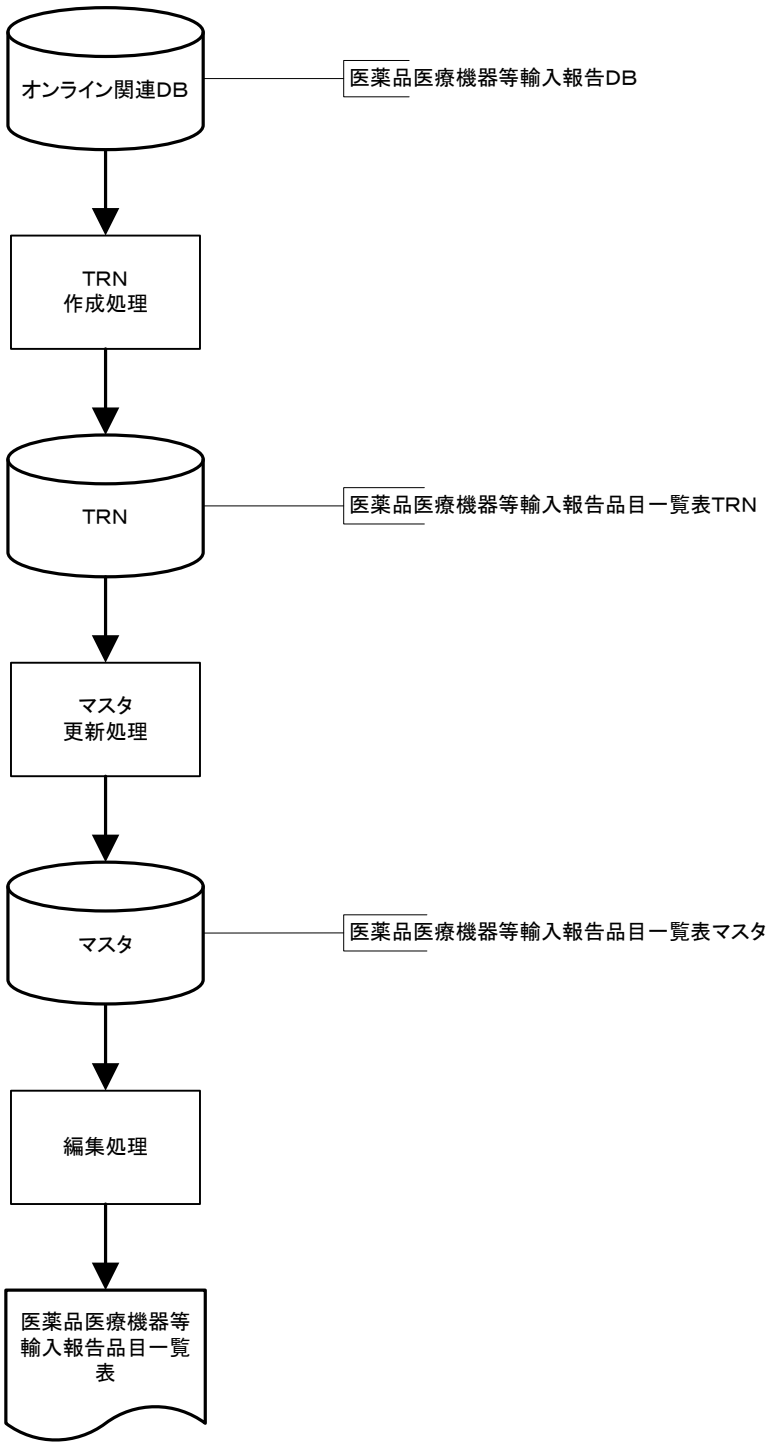 オンライン関連DB
医薬品医療機器等輸入報告DB
TRN
作成処理
TRN
医薬品医療機器等輸入報告品目一覧表TRN
マスタ
更新処理
マスタ
医薬品医療機器等輸入報告品目一覧表マスタ
編集処理
医薬品医療機器等
輸入報告品目一覧
表